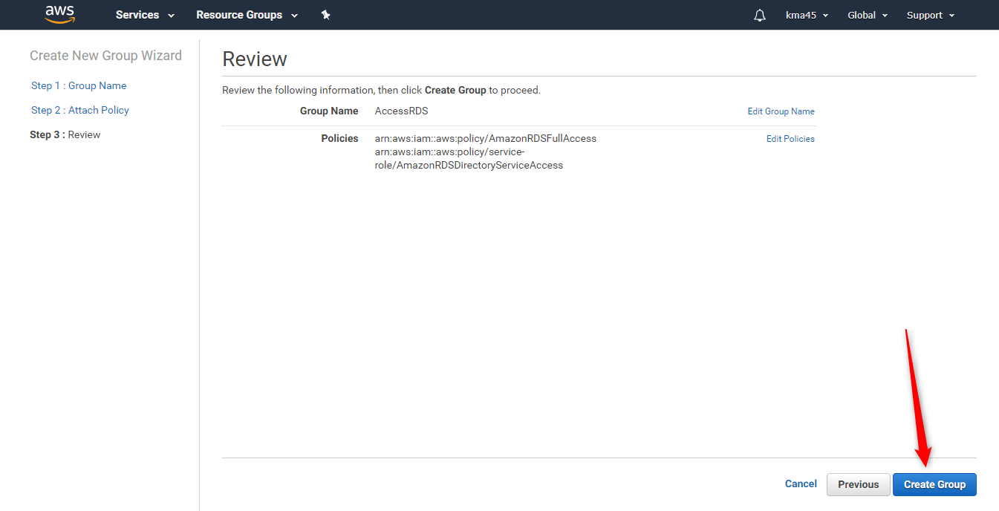 aws
Services
Resource Groups
kma45
Global
Support
Create New Group Wizard
Step 1 : Group Name
Step 2 : Attach Policy
Step 3 : Review
Review
Review the following information, then click Create Group to proceed.
Group Name
AccessRDS
Edit Group Name
Policies
arn:aws:iam::aws:policy/AmazonRDSFullAccess
arn:aws:iam::aws:policy/service-
role/AmazonRDSDirectoryServiceAccess
Edit Policies
Cancel
Previous
Create Group